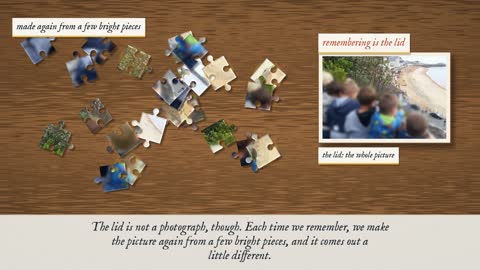 made again from a few bright pieces
remembering is the lid
the lid: the whole picture
The lid is not a photograph, though. Each time we remember, we make
the picture again from a few bright pieces, and it comes out a
little different.